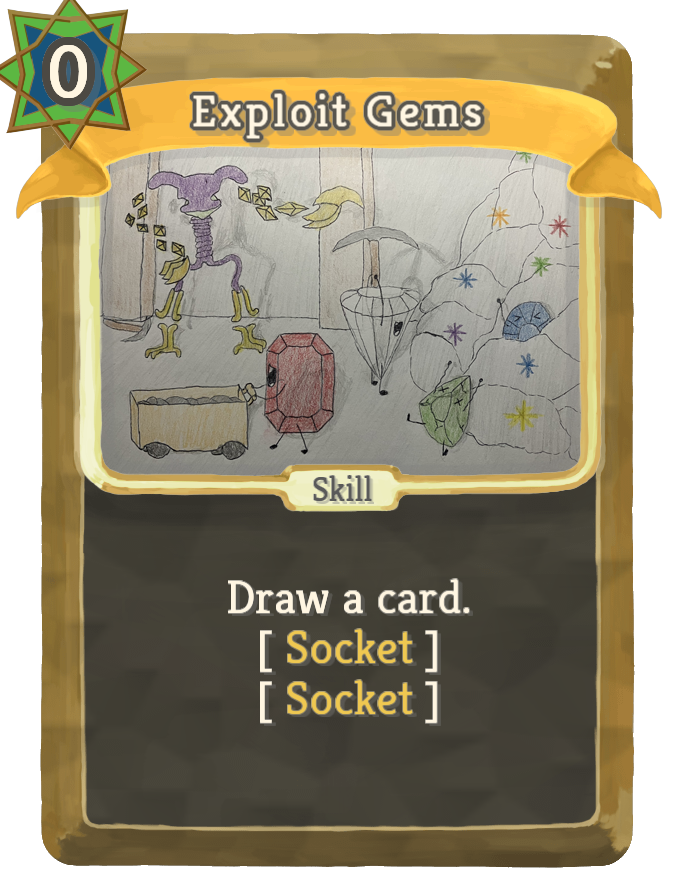 0
Exploit Gems
Skill
Draw a card.
[ Socket ]
[ Socket ]